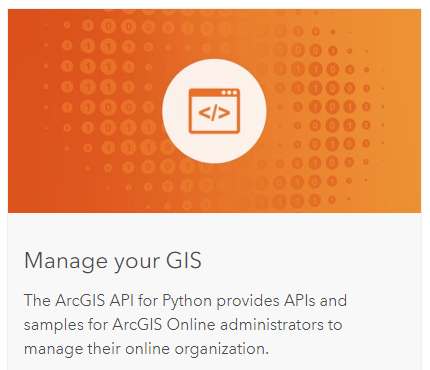 </>
Manage your GIS
The ArcGIS API for Python provides APIs and
samples for ArcGIS Online administrators to
manage their online organization.